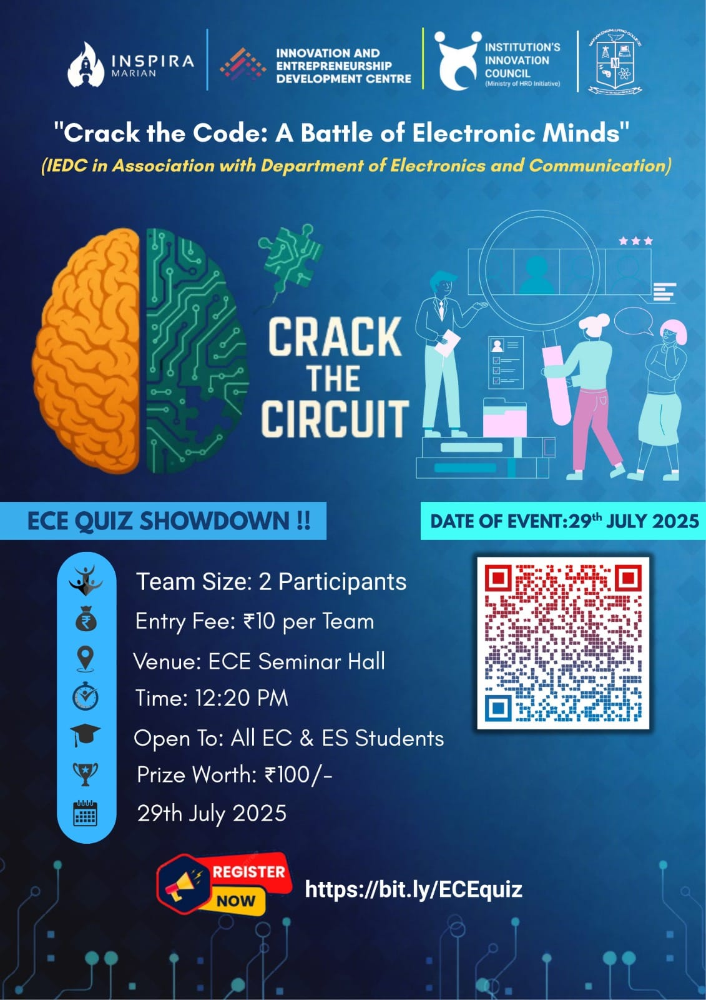 INSPIRA
MARIAN
INNOVATION AND
ENTREPRENEURSHIP
DEVELOPMENT CENTRE
INSTITUTION'S
INNOVATION
COUNCIL
(Ministry of HRD Initiative)
MARIAN ENGINEERING COLLEGE
M
"Crack the Code: A Battle of Electronic Minds"
(IEDC in Association with Department of Electronics and Communication)
CRACK
THE
CIRCUIT
ECE QUIZ SHOWDOWN !!
DATE OF EVENT:29th JULY 2025
Team Size: 2 Participants
Entry Fee: ₹10 per Team
Venue: ECE Seminar Hall
Time: 12:20 PM
Open To: All EC & ES Students
Prize Worth: ₹100/-
29th July 2025
REGISTER
NOW
https://bit.ly/ECEquiz